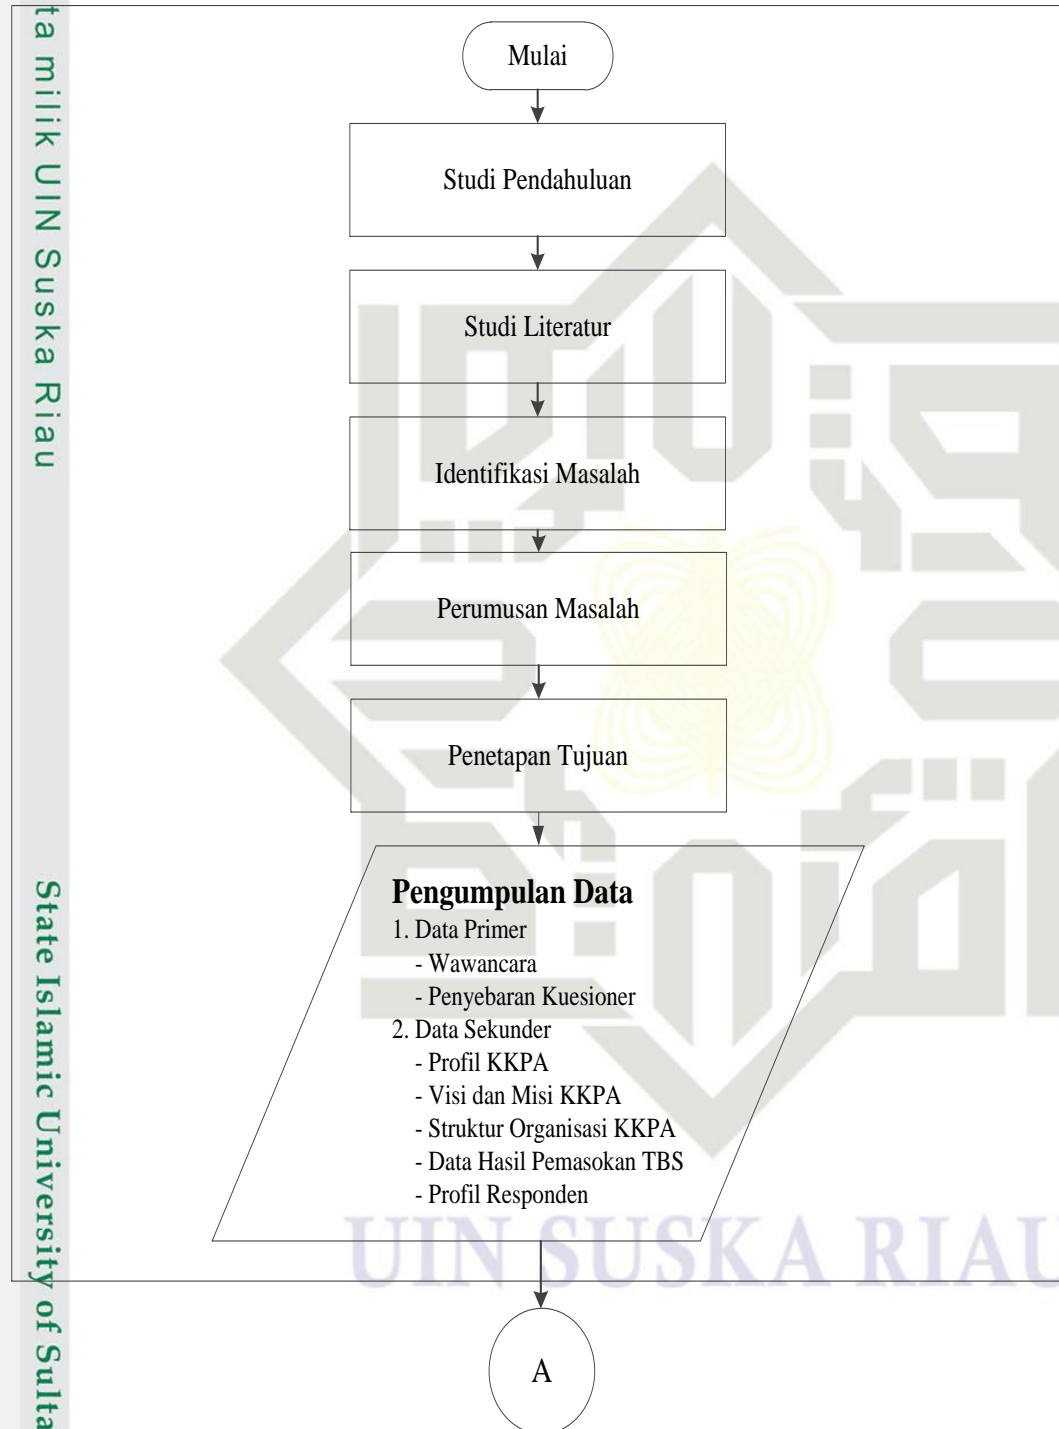 Mulai
Studi Pendahuluan
Studi Literatur
Identifikasi Masalah
Perumusan Masalah
Penetapan Tujuan
Pengumpulan Data
1. Data Primer
- Wawancara
- Penyebaran Kuesioner
2. Data Sekunder
- Profil KKPA
- Visi dan Misi KKPA
- Struktur Organisasi KKPA
- Data Hasil Pemasokan TBS
- Profil Responden
A
UIN SUSKA RIAU
ta milik UIN Suska Riau
State Islamic University of Sulta